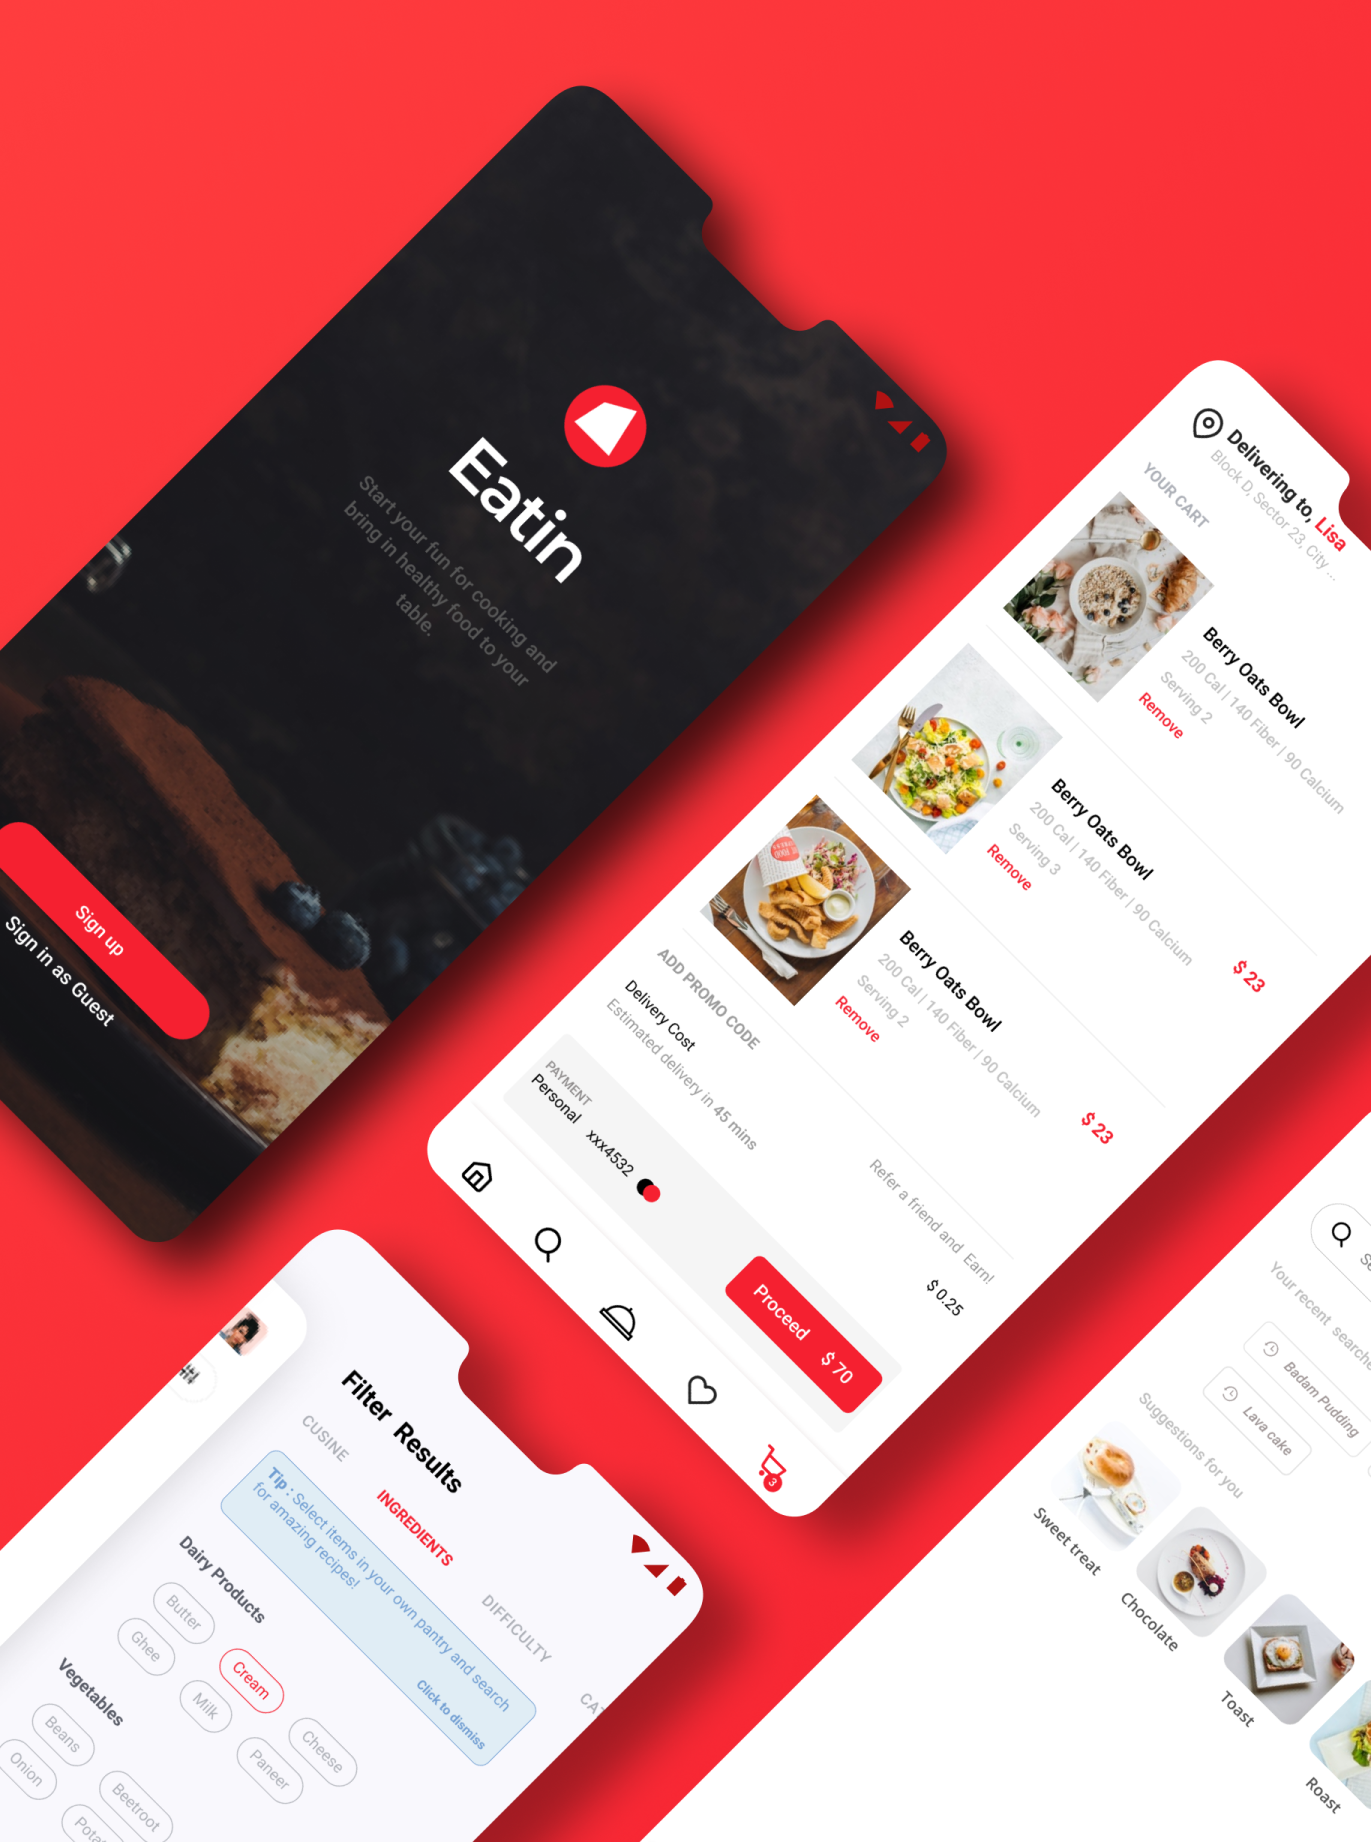 Eatin
Start your fun for cooking and
bring in healthy food to your
table.
Sign up
Sign in as Guest
Delivering to, Lisa
Block D, Sector 23, City ...
YOUR CART
Berry Oats Bowl
200 Cal | 140 Fiber | 90 Calcium
Serving 2
Remove
Berry Oats Bowl
200 Cal | 140 Fiber | 90 Calcium
Serving 3
Remove
$ 23
Berry Oats Bowl
200 Cal | 140 Fiber | 90 Calcium
Serving 2
Remove
$ 23
ADD PROMO CODE
Refer a friend and Earn!
Delivery Cost
$ 0.25
Estimated delivery in 45 mins
PAYMENT
Personal xxx4532
Proceed $ 70
3
Filter Results
CUSINE
INGREDIENTS
DIFFICULTY
Tip : Select items in your own pantry and search
for amazing recipes!
Click to dismiss
Dairy Products
Butter
Cream
Cheese
Ghee
Milk
Paneer
Vegetables
Beans
Beetroot
Onion
Your recent
Badam Pudding
Lava cake
Suggestions for you
Sweet treat
Chocolate
Toast
Roast